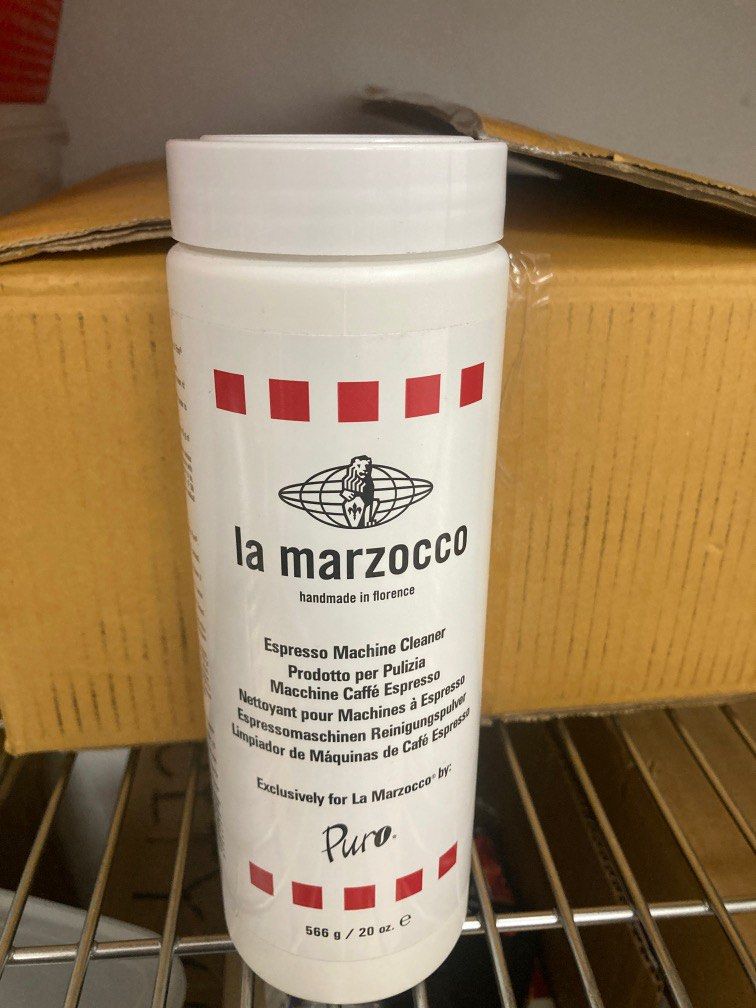 la marzocco
handmade in florence
Espresso Machine Cleaner
Prodotto per Pulizia
Macchine Caffé Espresso
Nettoyant pour Machines à Espresso
Espressomaschinen Reinigungspulver
Limpiador de Máquinas de Café Espresso
Exclusively for La Marzocco® by:
Puro®
566 g / 20 oz. e